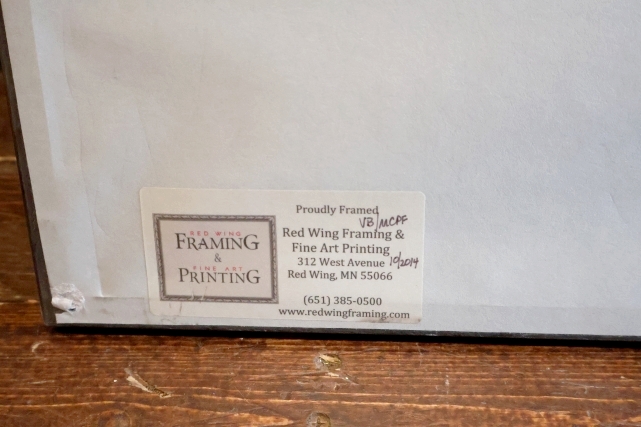 RED WING
FRAMING
&
FINE ART
PRINTING
Proudly Framed
VB/MCPF
Red Wing Framing &
Fine Art Printing
312 West Avenue 10/2014
Red Wing, MN 55066
(651) 385-0500
www.redwingframing.com